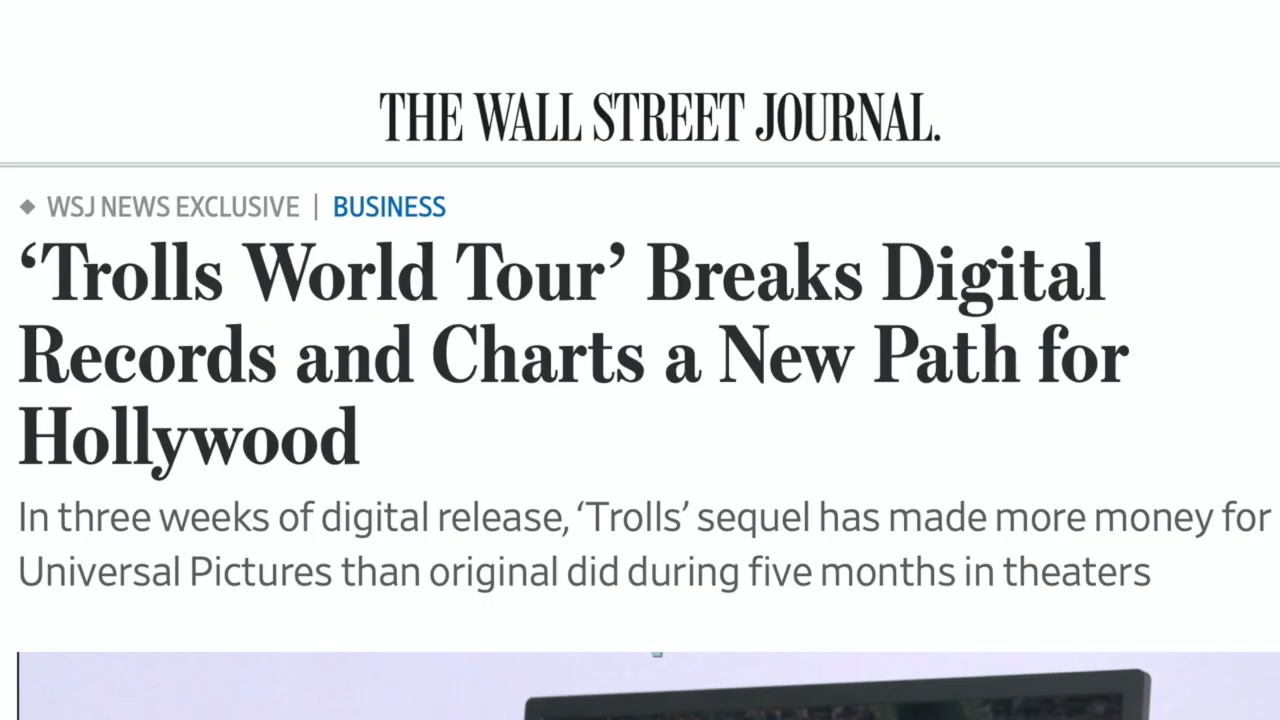 THE WALL STREET JOURNAL.
◆ WSJ NEWS EXCLUSIVE | BUSINESS
‘Trolls World Tour’ Breaks Digital
Records and Charts a New Path for
Hollywood
In three weeks of digital release, ‘Trolls’ sequel has made more money for
Universal Pictures than original did during five months in theaters